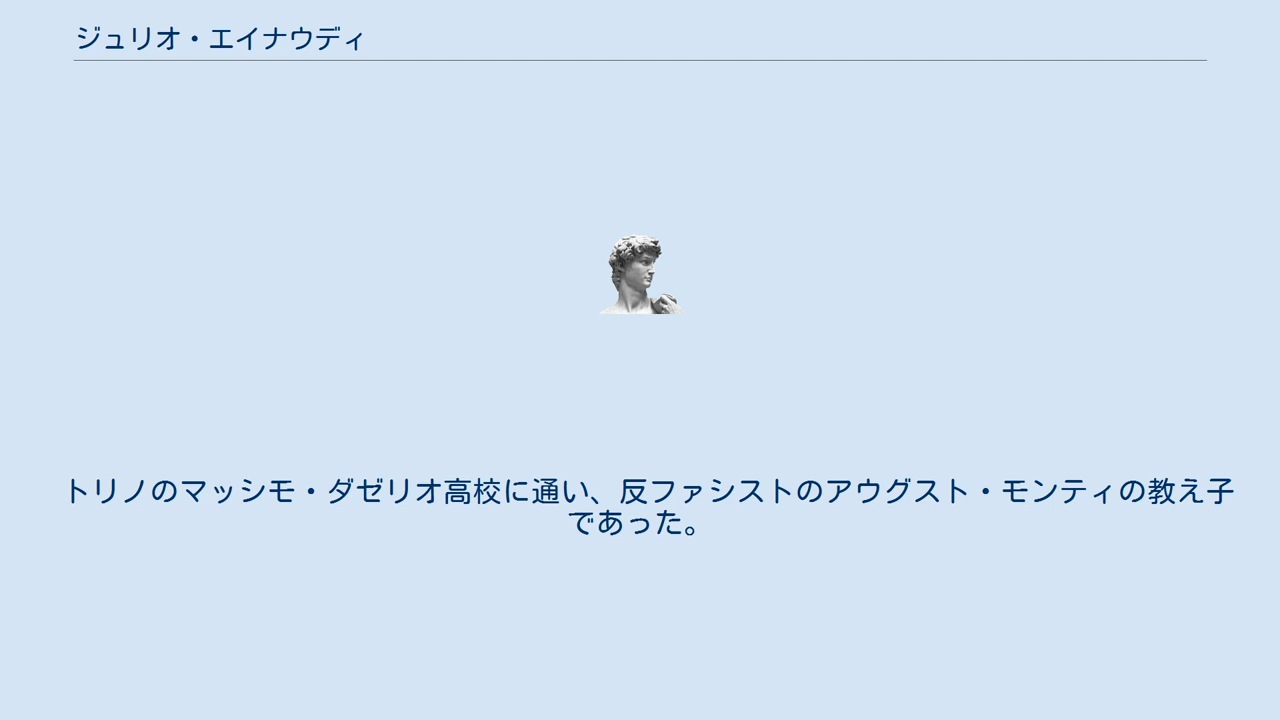 ジュリオ・エイナウディ
トリノのマッシモ・ダゼリオ高校に通い、反ファシストのアウグスト・モンティの教え子
であった。